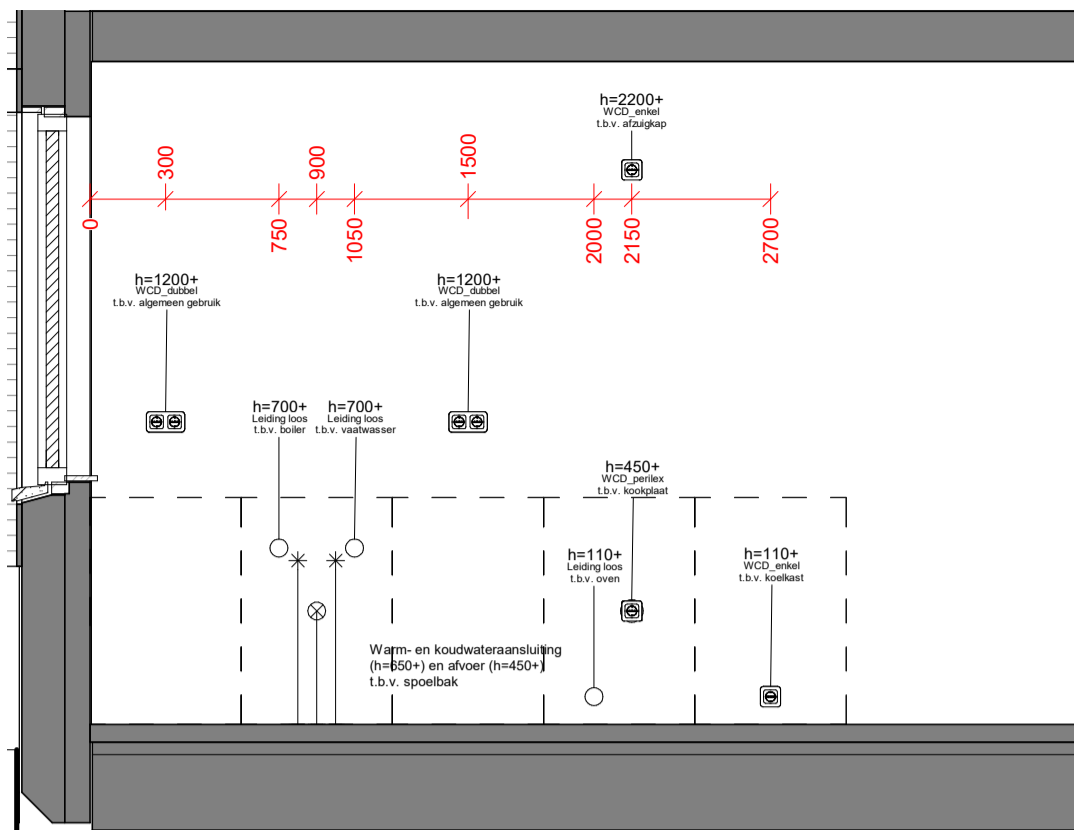 h=2200+
WCD_enkel
t.b.v. afzuigkap
0
300
750
900
1050
1500
2000
2150
2700
h=1200+
WCD_dubbel
t.b.v. algemeen gebruik
h=1200+
WCD_dubbel
t.b.v. algemeen gebruik
h=700+
Leiding loos
t.b.v. boiler
h=700+
Leiding loos
t.b.v. vaatwasser
h=450+
WCD_perilex
t.b.v. kookplaat
h=110+
Leiding loos
t.b.v. oven
h=110+
WCD_enkel
t.b.v. koelkast
Warm- en koudwateraansluiting
(h=650+) en afvoer (h=450+)
t.b.v. spoelbak